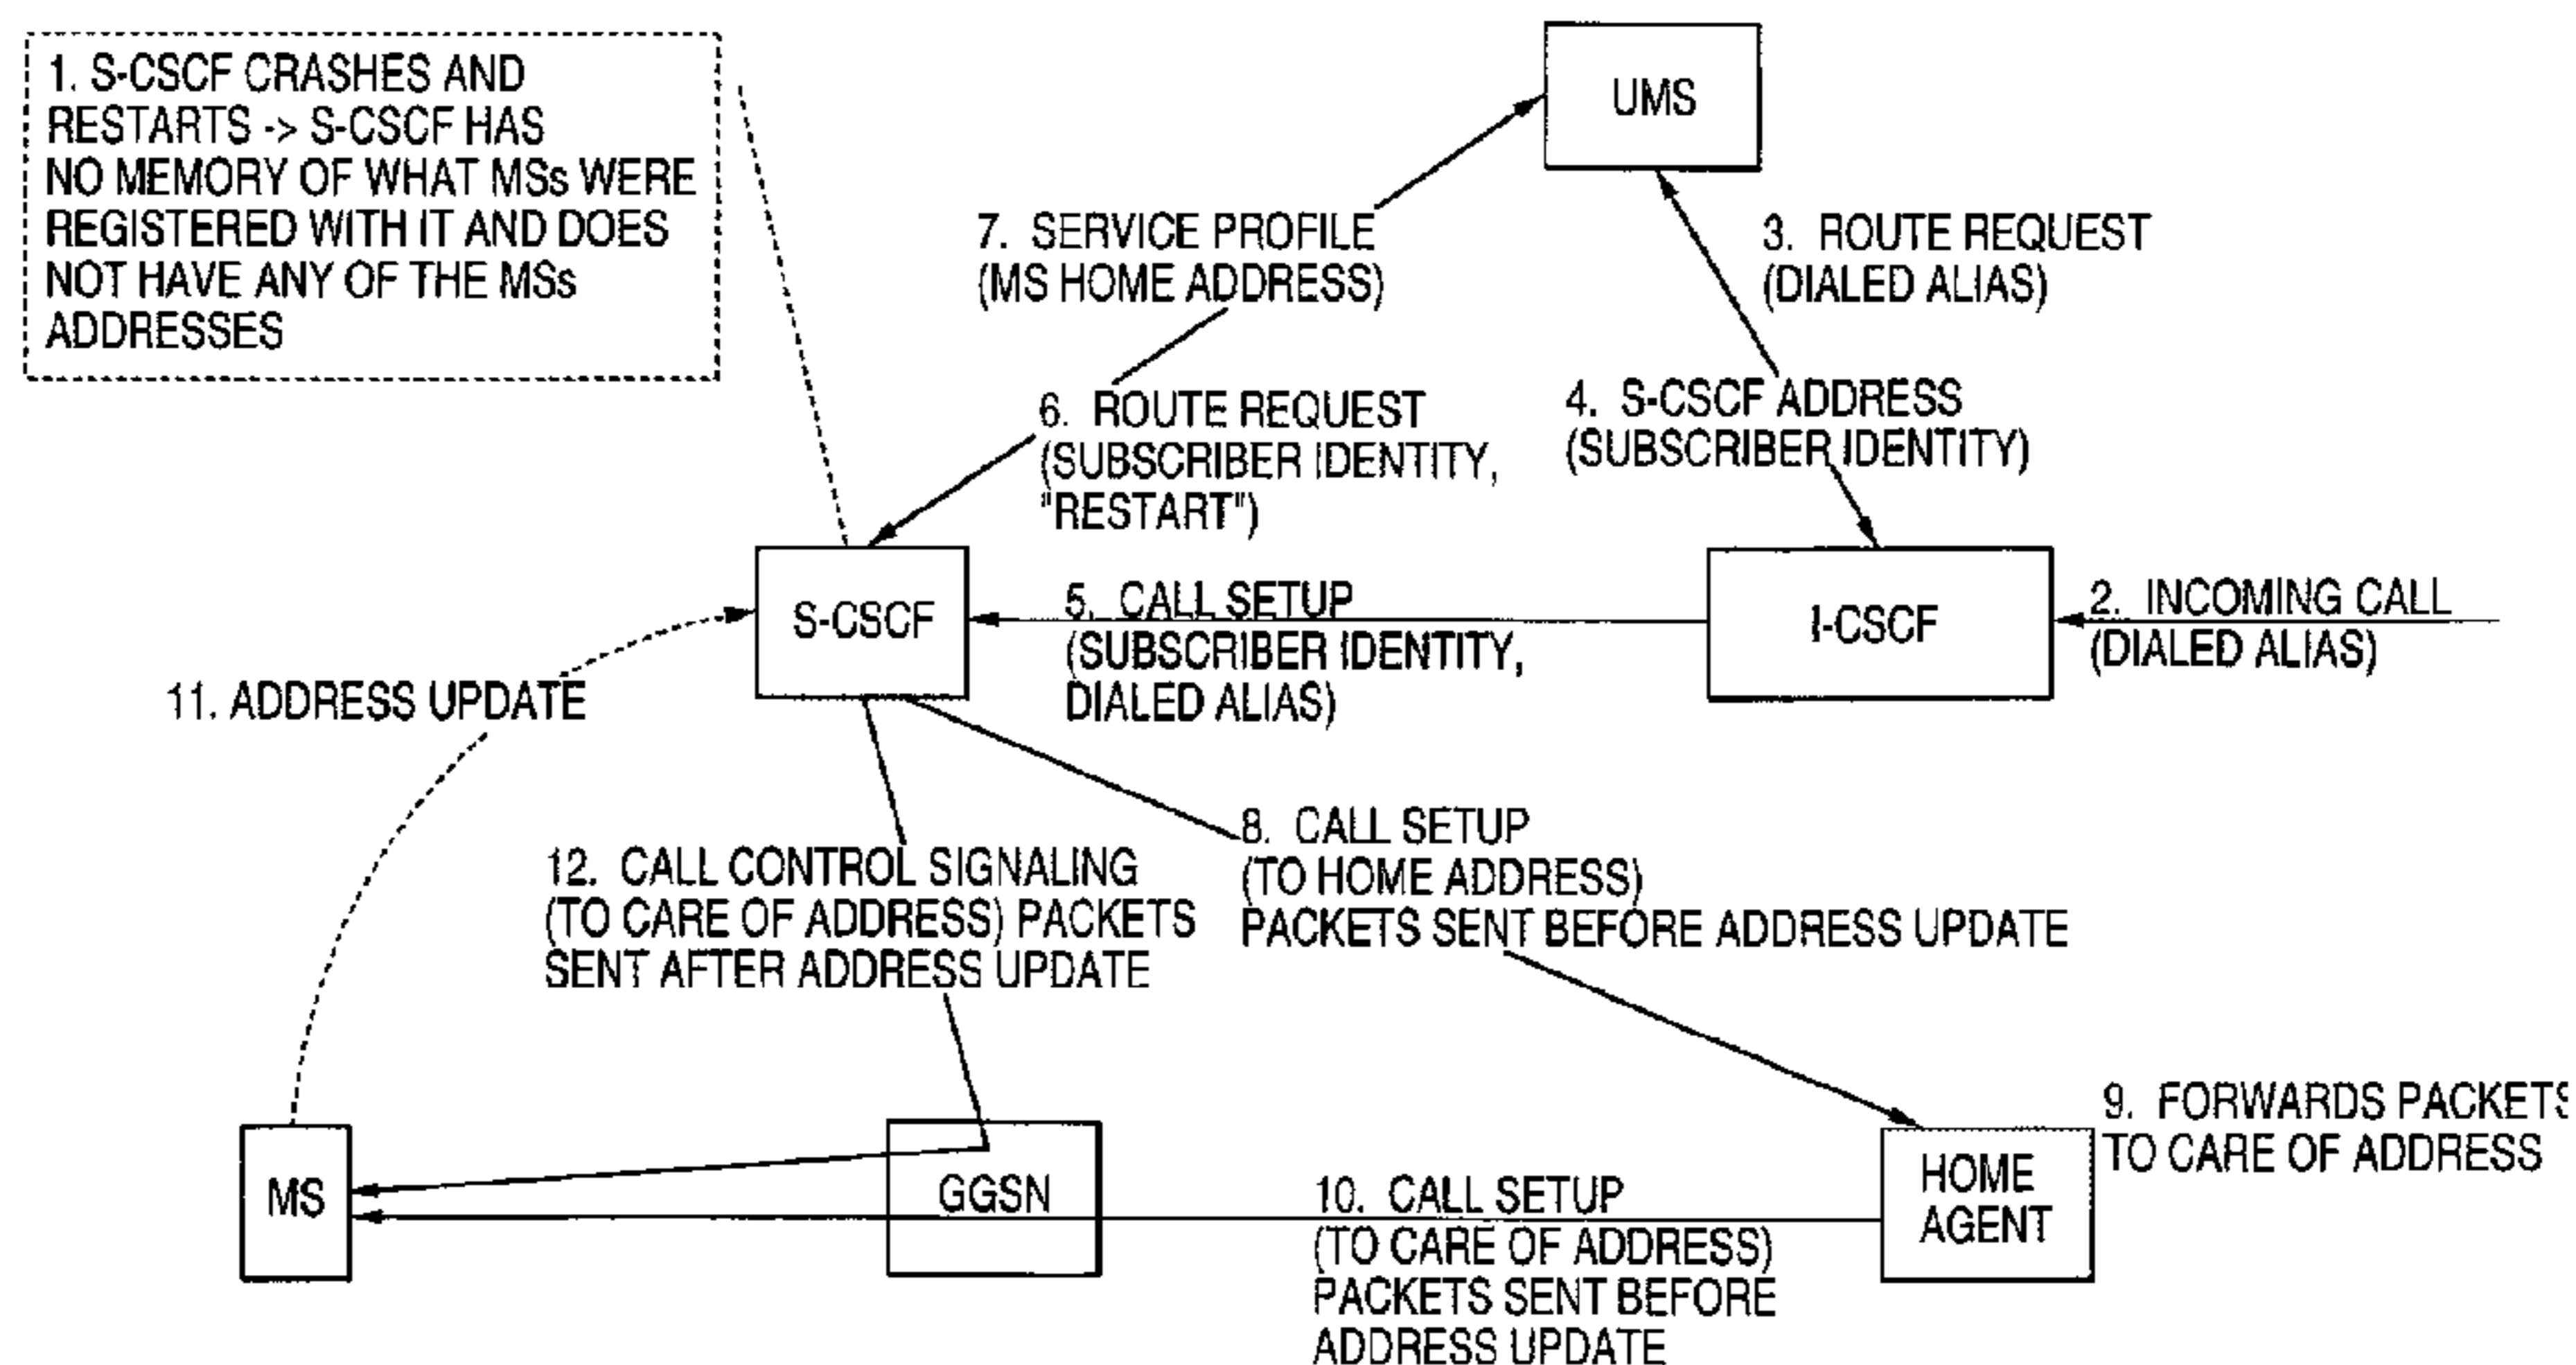 1. S-CSCF CRASHES AND
RESTARTS -> S-CSCF HAS
NO MEMORY OF WHAT MSs WERE
REGISTERED WITH IT AND DOES
NOT HAVE ANY OF THE MSs
ADDRESSES
UMS
7. SERVICE PROFILE
(MS HOME ADDRESS)
3. ROUTE REQUEST
(DIALED ALIAS)
6. ROUTE REQUEST
(SUBSCRIBER IDENTITY,
"RESTART")
4. S-CSCF ADDRESS
(SUBSCRIBER IDENTITY)
S-CSCF
5. CALL SETUP
(SUBSCRIBER IDENTITY,
DIALED ALIAS)
I-CSCF
2. INCOMING CALL
(DIALED ALIAS)
11. ADDRESS UPDATE
12. CALL CONTROL SIGNALING
(TO CARE OF ADDRESS) PACKETS
SENT AFTER ADDRESS UPDATE
8. CALL SETUP
(TO HOME ADDRESS)
PACKETS SENT BEFORE ADDRESS UPDATE
MS
GGSN
10. CALL SETUP
(TO CARE OF ADDRESS)
PACKETS SENT BEFORE
ADDRESS UPDATE
HOME
AGENT
9. FORWARDS PACKETS
TO CARE OF ADDRESS